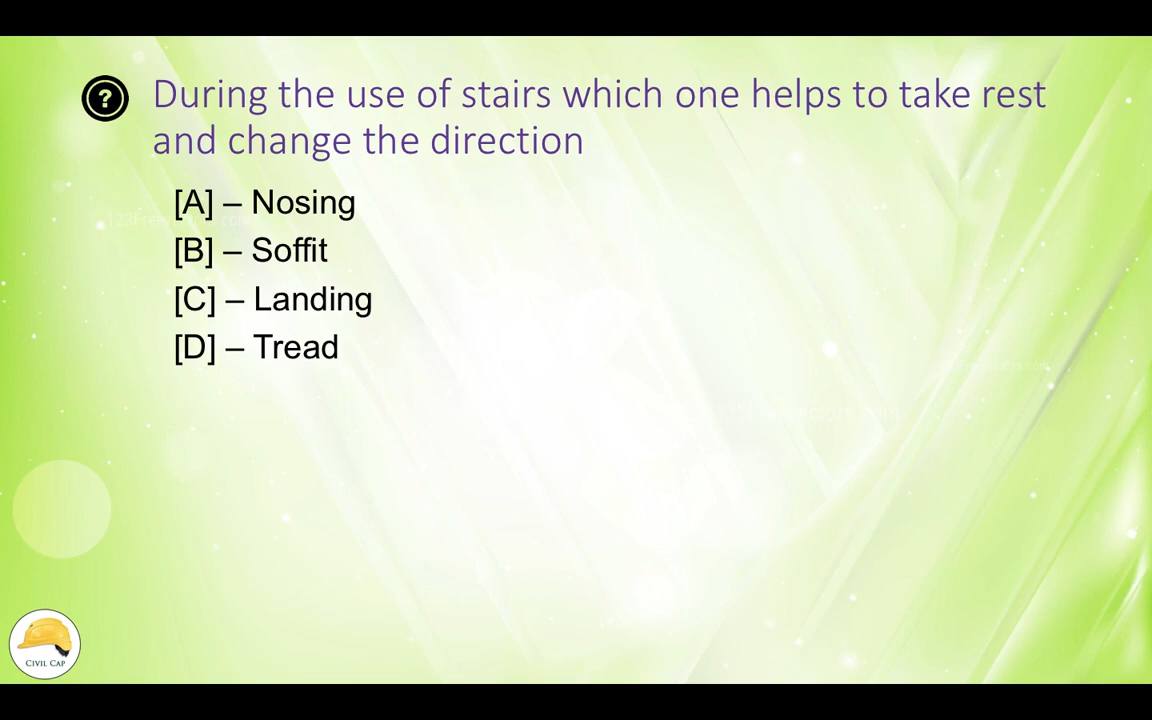 ?
During the use of stairs which one helps to take rest
and change the direction
[A] – Nosing
[B] – Soffit
[C] – Landing
[D] – Tread
CIVIL CAP